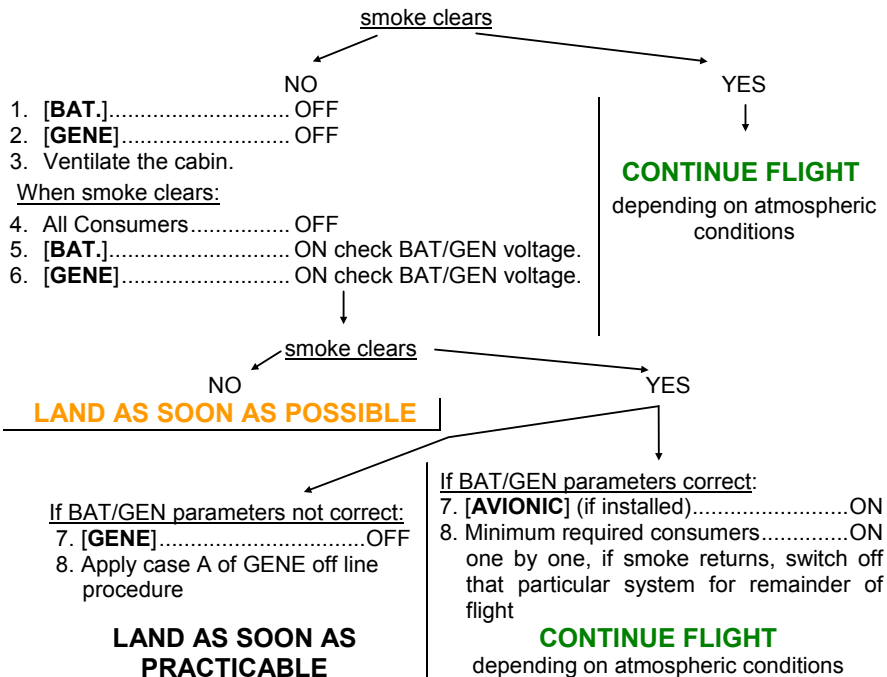 smoke clears
NO
YES
1. [BAT.]............................ OFF
2. [GENE].......................... OFF
3. Ventilate the cabin.
When smoke clears:
4. All Consumers................ OFF
5. [BAT.]............................ ON check BAT/GEN voltage.
6. [GENE].......................... ON check BAT/GEN voltage.
CONTINUE FLIGHT
depending on atmospheric
conditions
smoke clears
NO
YES
LAND AS SOON AS POSSIBLE
If BAT/GEN parameters not correct:
7. [GENE]................................OFF
8. Apply case A of GENE off line
procedure
LAND AS SOON AS
PRACTICABLE
If BAT/GEN parameters correct:
7. [AVIONIC] (if installed)........................ON
8. Minimum required consumers..............ON
one by one, if smoke returns, switch off
that particular system for remainder of
flight
CONTINUE FLIGHT
depending on atmospheric conditions